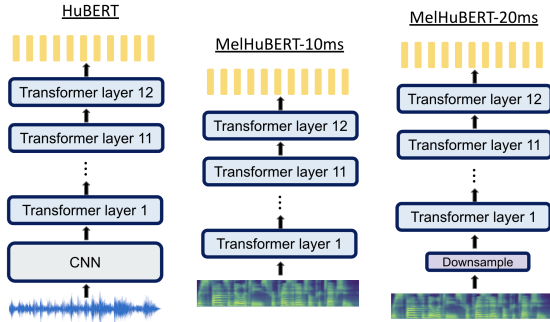 HuBERT
Transformer layer 12
Transformer layer 11
Transformer layer 1
CNN
MelHuBERT-10ms
Transformer layer 12
Transformer layer 11
Transformer layer 1
MelHuBERT-20ms
Transformer layer 12
Transformer layer 11
Transformer layer 1
Downsample